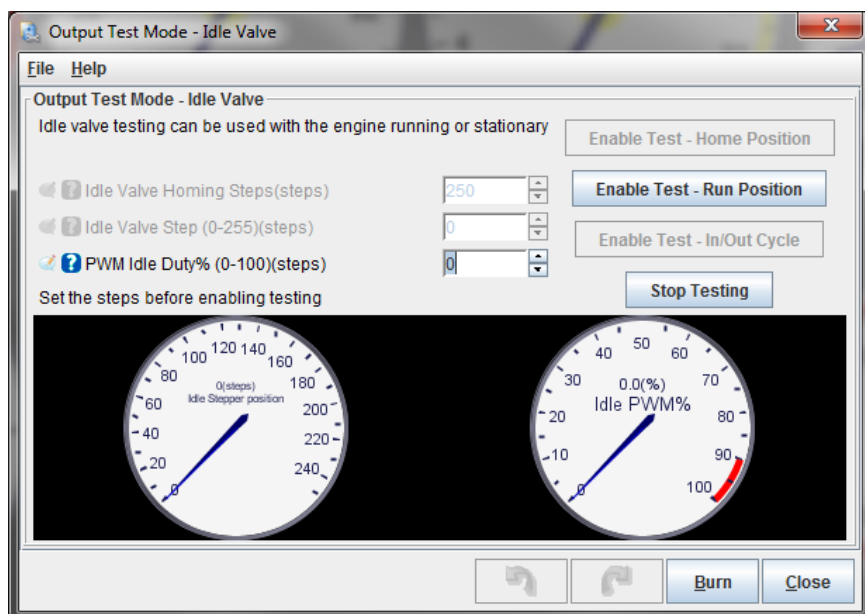 Output Test Mode - Idle Valve
File Help
Output Test Mode - Idle Valve
Idle valve testing can be used with the engine running or stationary
Enable Test - Home Position
Idle Valve Homing Steps(steps)
250
Enable Test - Run Position
Idle Valve Step (0-255)(steps)
0
Enable Test - In/Out Cycle
PWM Idle Duty% (0-100)(steps)
0
Stop Testing
Set the steps before enabling testing
0
20
40
60
80
100
120
140
160
180
200
220
240
0(steps)
Idle Stepper position
0
10
20
30
40
50
60
70
80
90
100
0.0(%)
Idle PWM%
Burn
Close